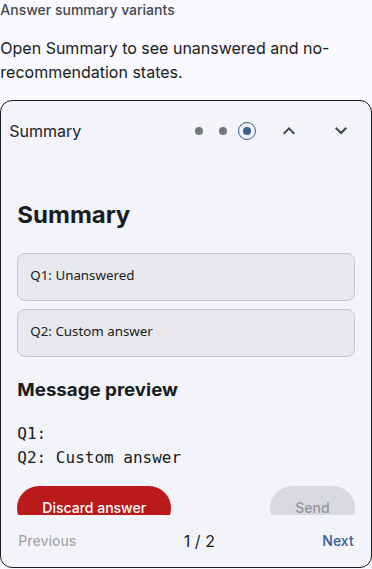 Answer summary variants
Open Summary to see unanswered and no-
recommendation states.
Summary
Summary
Q1: Unanswered
Q2: Custom answer
Message preview
Q1:
Q2: Custom answer
Discard answer
Send
Previous
1 / 2
Next